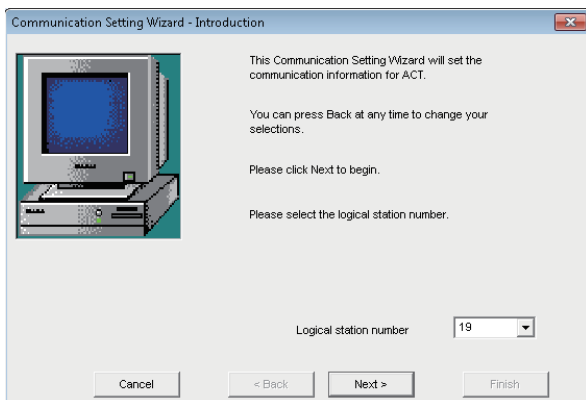 Communication Setting Wizard - Introduction
This Communication Setting Wizard will set the
communication information for ACT.
You can press Back at any time to change your
selections.
Please click Next to begin.
Please select the logical station number.
Logical station number
19
Cancel
< Back
Next >
Finish